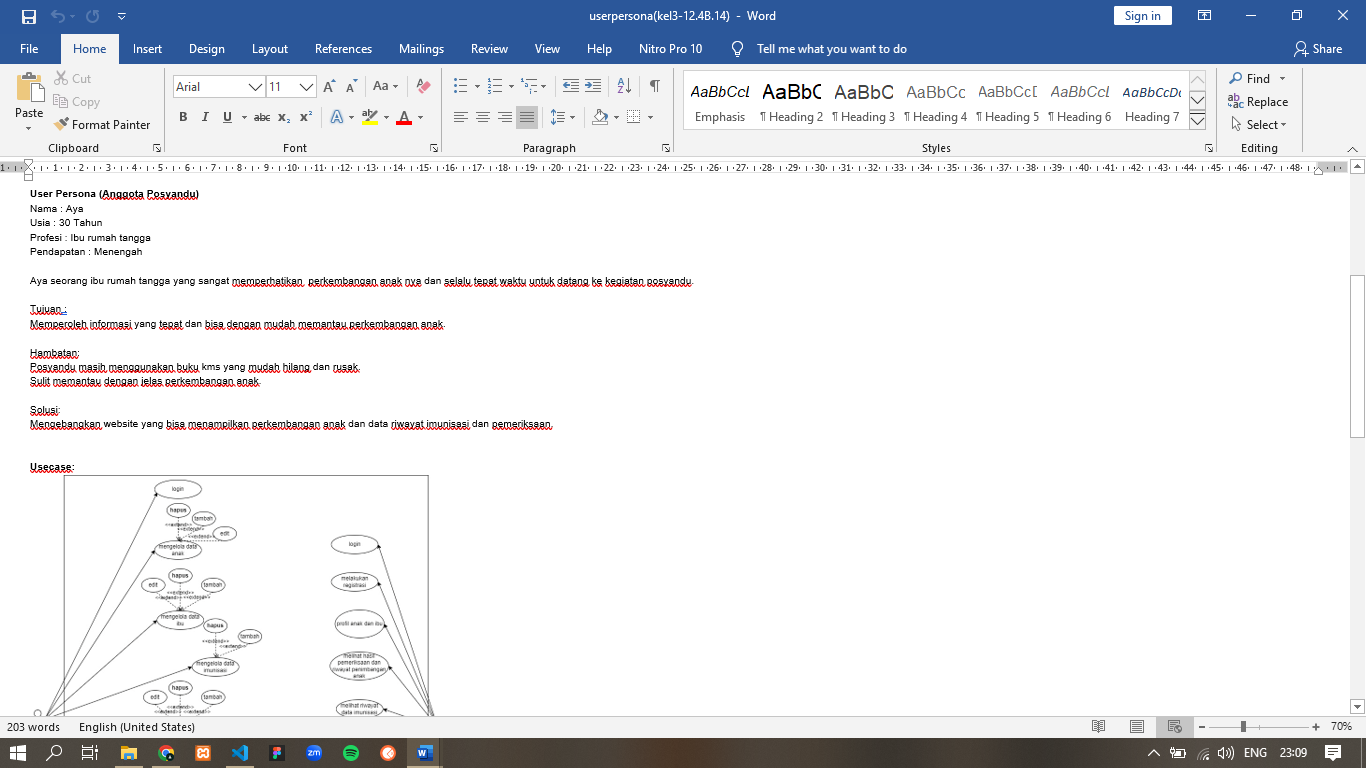 userpersona(kel3-12.4B.14) - Word
Sign in
File Home Insert Design Layout References Mailings Review View Help Nitro Pro 10 Tell me what you want to do Share
Paste
Cut
Copy
Format Painter
Clipboard
Arial 11
Font
Paragraph
AaBbCcL AaBbC AaBbC AaBbCc AaBbCcD AaBbCcL AaBbCcDc
Emphasis ¶ Heading 2 ¶ Heading 3 ¶ Heading 4 ¶ Heading 5 ¶ Heading 6 Heading 7
Styles
Find
Replace
Select
Editing
User Persona (Anggota Posyandu)
Nama : Aya
Usia : 30 Tahun
Profesi : Ibu rumah tangga
Pendapatan : Menengah
Aya seorang ibu rumah tangga yang sangat memperhatikan perkembangan anak nya dan selalu tepat waktu untuk datang ke kegiatan posyandu.
Tujuan :
Memperoleh informasi yang tepat dan bisa dengan mudah memantau perkembangan anak.
Hambatan:
Posyandu masih menggunakan buku kms yang mudah hilang dan rusak.
Sulit memantau dengan jelas perkembangan anak.
Solusi:
Mengebangkan website yang bisa menampilkan perkembangan anak dan data riwayat imunisasi dan pemeriksaan.
Usecase:
login
hapus
tambah
edit
<<extend>>
<<extend>>
<<extend>>
mengelola data anak
hapus
edit
tambah
<<extend>>
<<extend>>
<<extend>>
mengelola data ibu
hapus
tambah
<<extend>>
<<extend>>
mengelola data imunisasi
hapus
edit
tambah
<<extend>>
<<extend>>
login
melakukan registrasi
profil anak dan ibu
melihat hasil pemeriksaan dan riwayat penimbangan anak
melihat riwayat data imunisasi
203 words English (United States) 70%
ENG 23:09